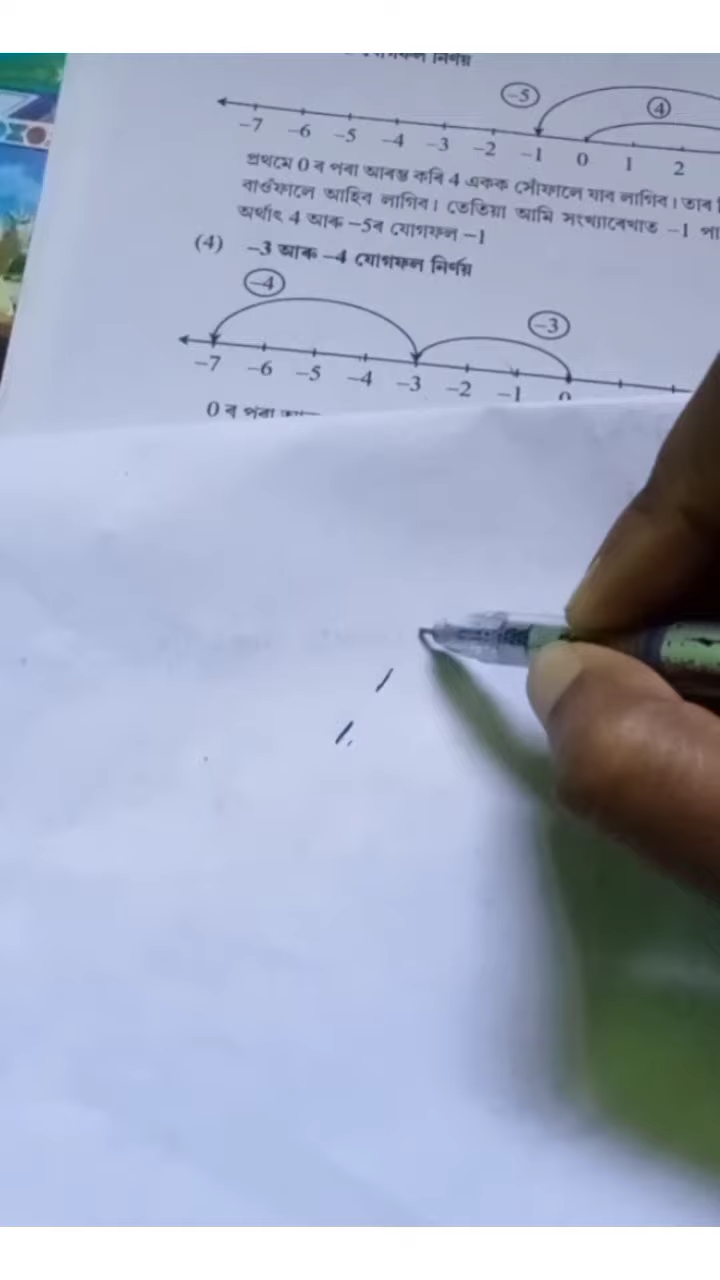 যোগফল নিৰ্ণয়
−5
4
−7 −6 −5 −4 −3 −2 −1 0 1 2
প্ৰথমে 0 ৰ পৰা আৰম্ভ কৰি 4 একক সোঁফালে যাব লাগিব। তাৰ
বাওঁফালে আহিব লাগিব। তেতিয়া আমি সংখ্যাৰেখাত −1
অৰ্থাৎ 4 আৰু −5ৰ যোগফল −1
(4) −3 আৰু −4 যোগফল নিৰ্ণয়
−4
−3
−7 −6 −5 −4 −3 −2 −1 0
0 ৰ পৰা